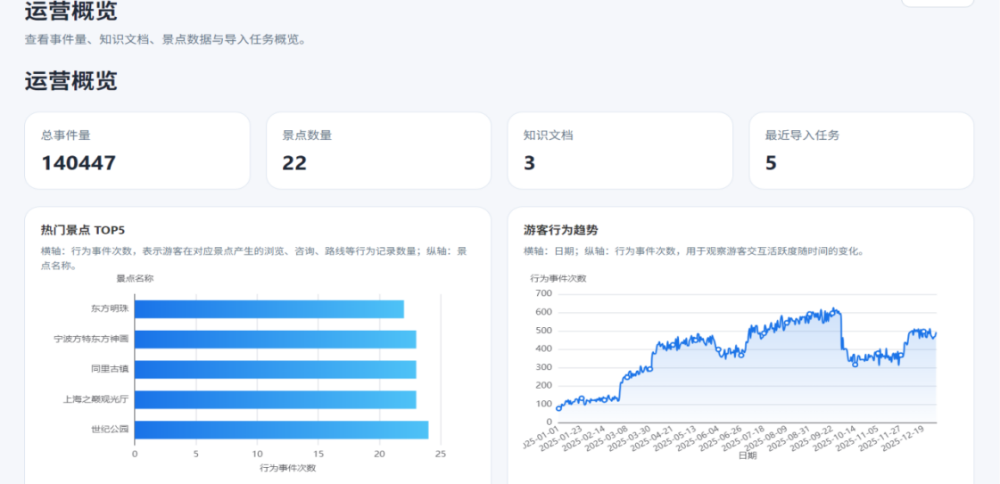 运营概览
查看事件量、知识文档、景点数据与导入任务概览。
运营概览
总事件量
140447
景点数量
22
知识文档
3
最近导入任务
5
热门景点 TOP5
横轴：行为事件次数，表示游客在对应景点产生的浏览、咨询、路线等行为记录数量；纵轴：景
点名称。
景点名称
东方明珠
宁波方特东方神画
同里古镇
上海之巅观光厅
世纪公园
0 5 10 15 20 25
行为事件次数
游客行为趋势
横轴：日期；纵轴：行为事件次数，用于观察游客交互活跃度随时间的变化。
行为事件次数
700
600
500
400
300
200
100
0
025-01-01 2025-01-23 2025-02-14 2025-03-08 2025-03-30 2025-04-21 2025-05-13 2025-06-04 2025-06-26 2025-07-18 2025-08-09 2025-08-31 2025-09-22 2025-10-14 2025-11-05 2025-11-27 2025-12-19
日期